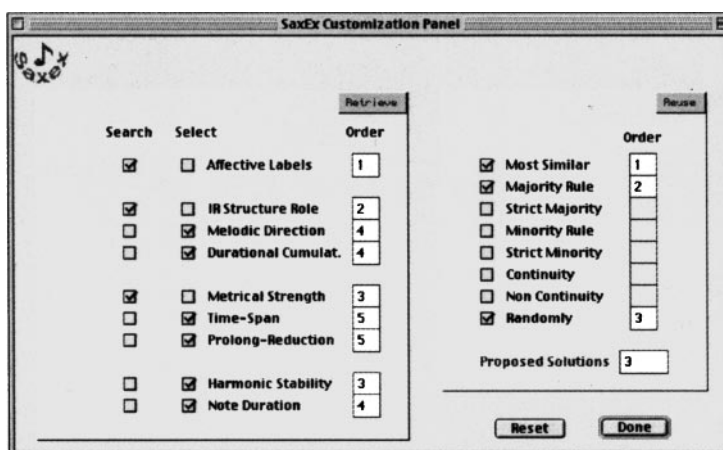 SaxEx Customization Panel
Saxex
Retrieve
Search Select Order
Affective Labels 1
IR Structure Role 2
Melodic Direction 4
Durational Cumulat. 4
Metrical Strength 3
Time-Span 5
Prolong-Reduction 5
Harmonic Stability 3
Note Duration 4
Reuse
Order
Most Similar 1
Majority Rule 2
Strict Majority
Minority Rule
Strict Minority
Continuity
Non Continuity
Randomly 3
Proposed Solutions 3
Reset Done